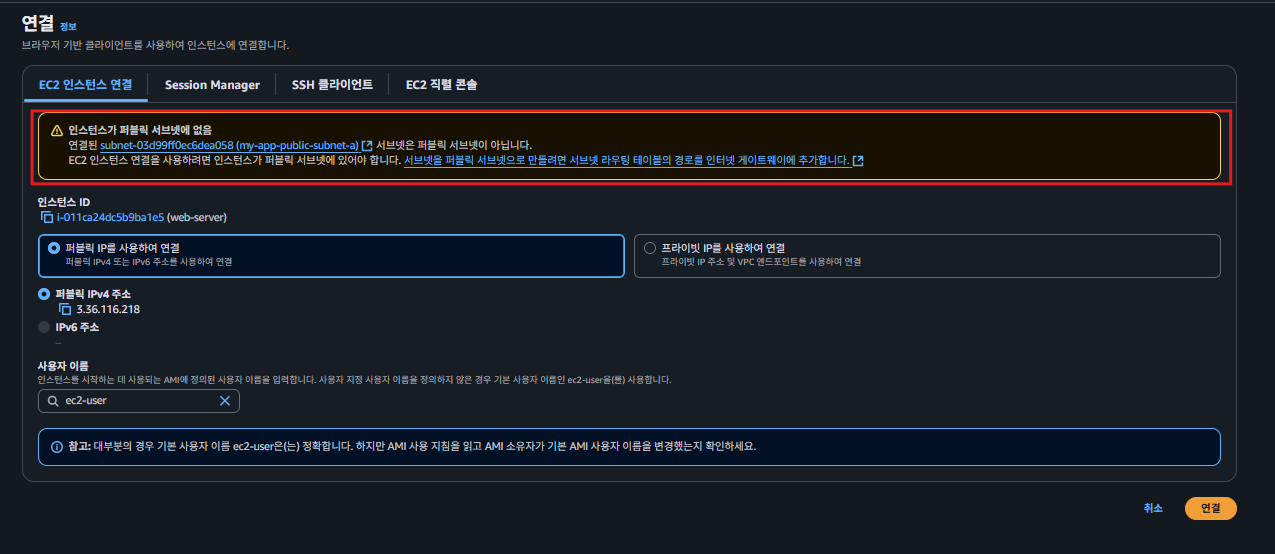 연결 정보
브라우저 기반 클라이언트를 사용하여 인스턴스에 연결합니다.
EC2 인스턴스 연결
Session Manager
SSH 클라이언트
EC2 직렬 콘솔
인스턴스가 퍼블릭 서브넷에 없음
연결된 subnet-03d99ff0ec6dea058 (my-app-public-subnet-a) 서브넷은 퍼블릭 서브넷이 아닙니다.
EC2 인스턴스 연결을 사용하려면 인스턴스가 퍼블릭 서브넷에 있어야 합니다. 서브넷을 퍼블릭 서브넷으로 만들려면 서브넷 라우팅 테이블의 경로를 인터넷 게이트웨이에 추가합니다.
인스턴스 ID
i-011ca24dc5b9ba1e5 (web-server)
퍼블릭 IP를 사용하여 연결
퍼블릭 IPv4 또는 IPv6 주소를 사용하여 연결
프라이빗 IP를 사용하여 연결
프라이빗 IP 주소 및 VPC 엔드포인트를 사용하여 연결
퍼블릭 IPv4 주소
3.36.116.218
IPv6 주소
–
사용자 이름
인스턴스를 시작하는 데 사용되는 AMI에 정의된 사용자 이름을 입력합니다. 사용자 지정 사용자 이름을 정의하지 않은 경우 기본 사용자 이름인 ec2-user을(를) 사용합니다.
ec2-user
참고: 대부분의 경우 기본 사용자 이름 ec2-user은(는) 정확합니다. 하지만 AMI 사용 지침을 읽고 AMI 소유자가 기본 AMI 사용자 이름을 변경했는지 확인하세요.
취소
연결